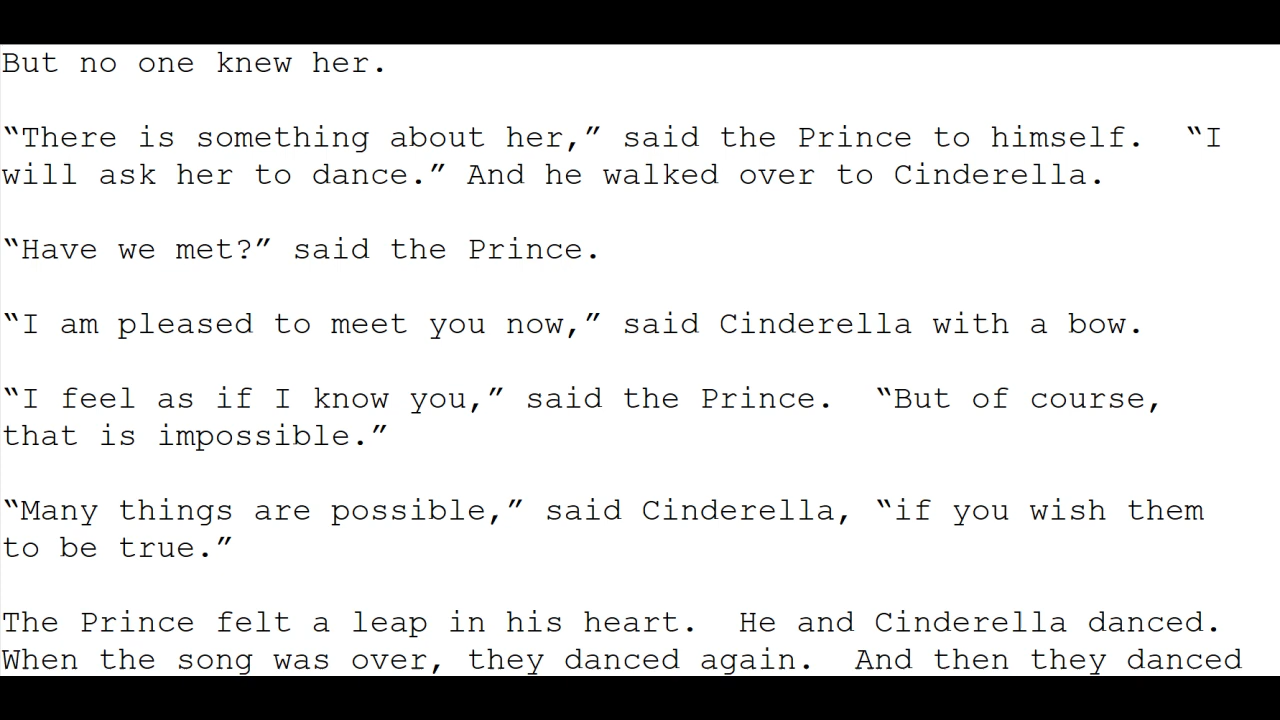 But no one knew her.
“There is something about her,” said the Prince to himself.  “I
will ask her to dance.” And he walked over to Cinderella.
“Have we met?” said the Prince.
“I am pleased to meet you now,” said Cinderella with a bow.
“I feel as if I know you,” said the Prince.  “But of course,
that is impossible.”
“Many things are possible,” said Cinderella, “if you wish them
to be true.”
The Prince felt a leap in his heart.  He and Cinderella danced.
When the song was over, they danced again.  And then they danced